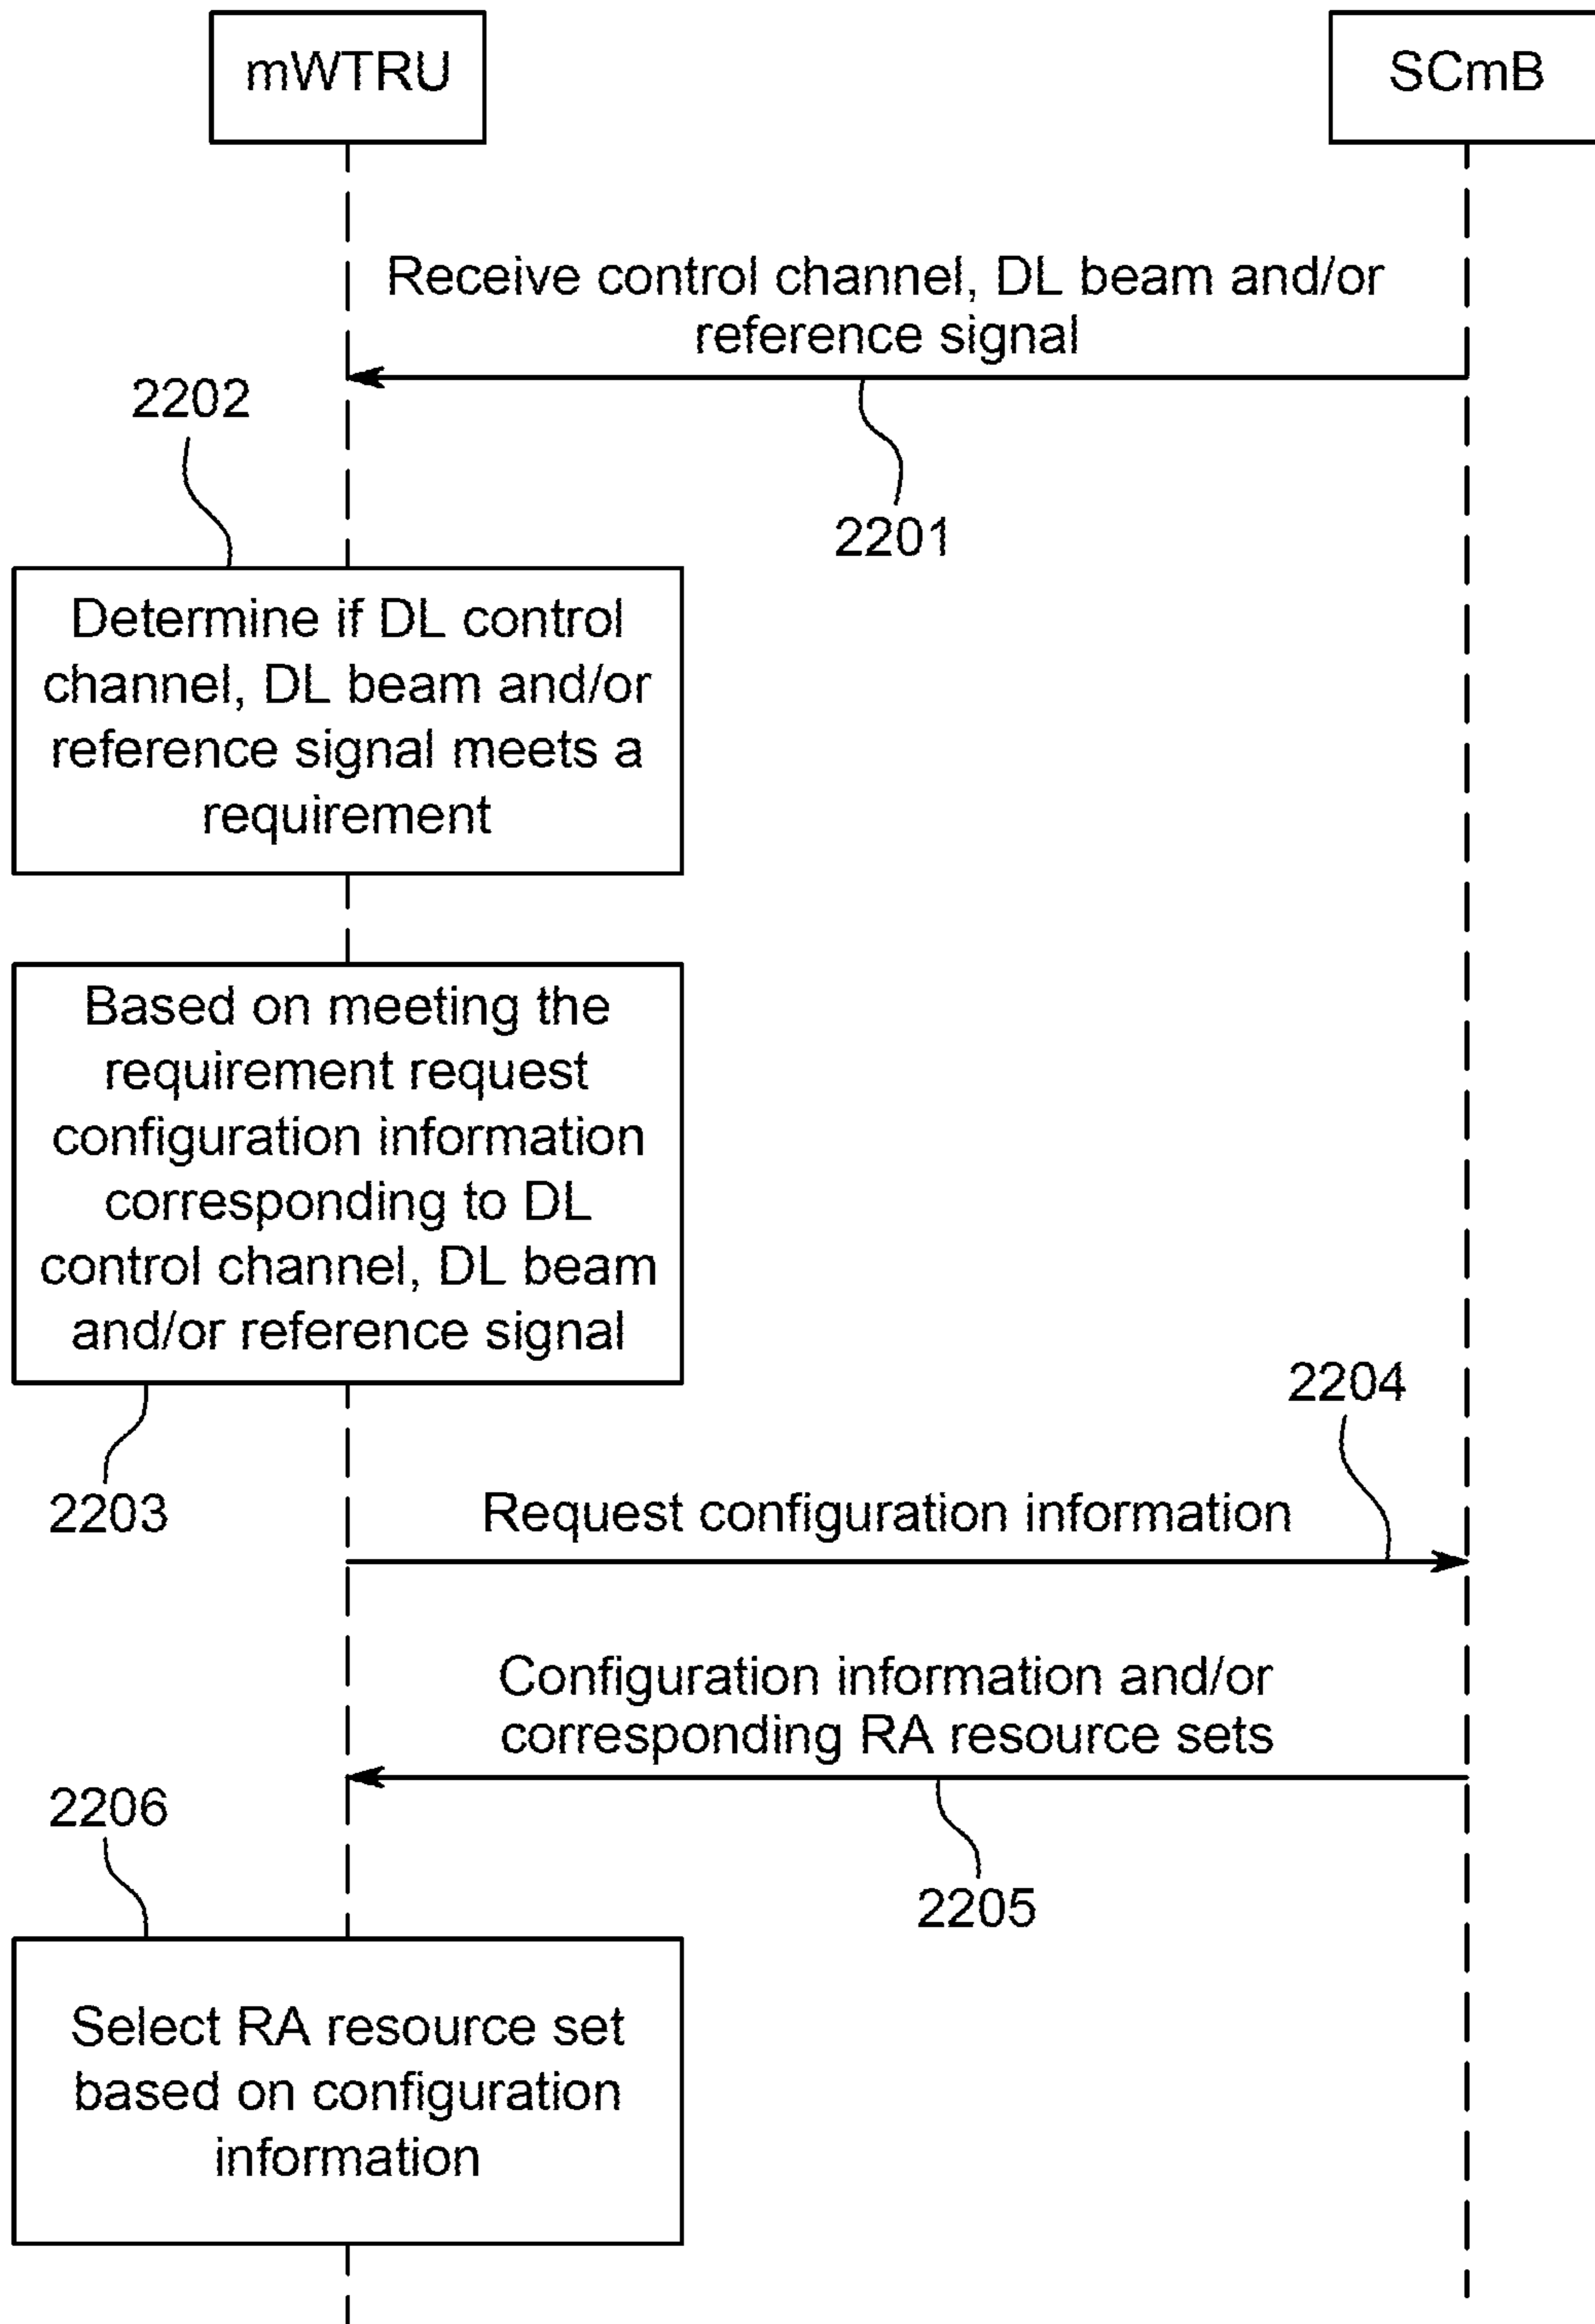 mWTRU
SCmB
Receive control channel, DL beam and/or
reference signal
2202
2201
Determine if DL control
channel, DL beam and/or
reference signal meets a
requirement
Based on meeting the
requirement request
configuration information
corresponding to DL
control channel, DL beam
and/or reference signal
2204
2203
Request configuration information
Configuration information and/or
corresponding RA resource sets
2206
2205
Select RA resource set
based on configuration
information